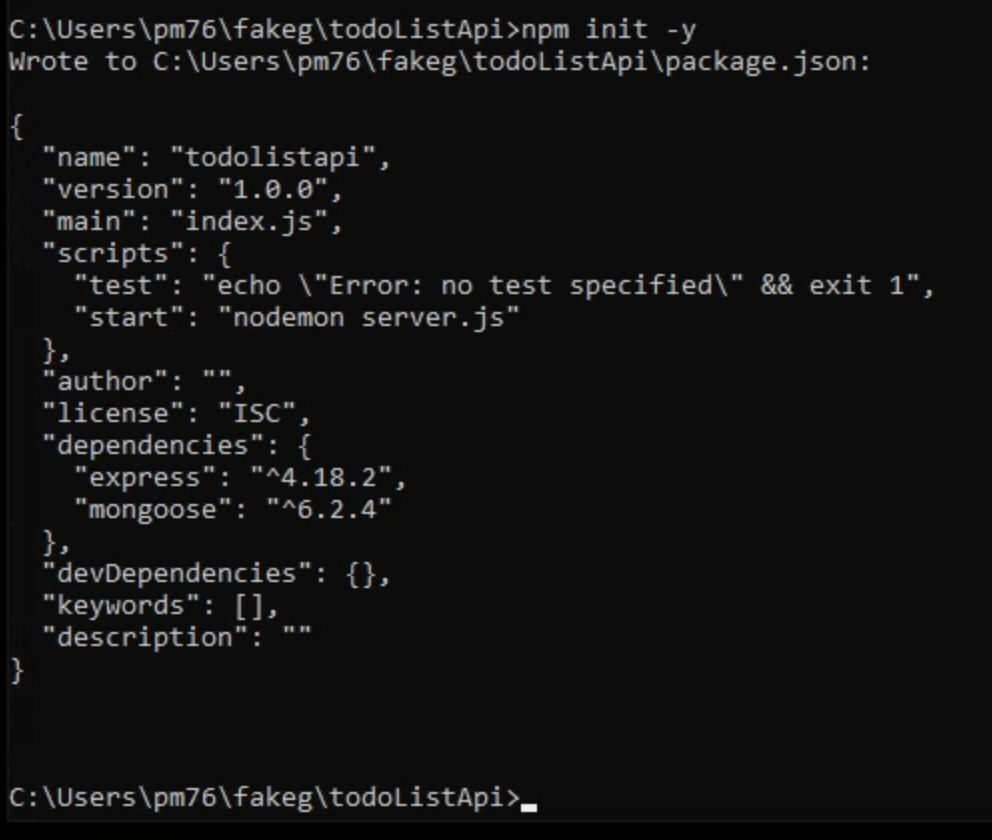 C:\Users\pm76\fakeg\todoListApi>npm init -y
Wrote to C:\Users\pm76\fakeg\todoListApi\package.json:
{
  "name": "todolistapi",
  "version": "1.0.0",
  "main": "index.js",
  "scripts": {
    "test": "echo \"Error: no test specified\" && exit 1",
    "start": "nodemon server.js"
  },
  "author": "",
  "license": "ISC",
  "dependencies": {
    "express": "^4.18.2",
    "mongoose": "^6.2.4"
  },
  "devDependencies": {},
  "keywords": [],
  "description": ""
}
C:\Users\pm76\fakeg\todoListApi>